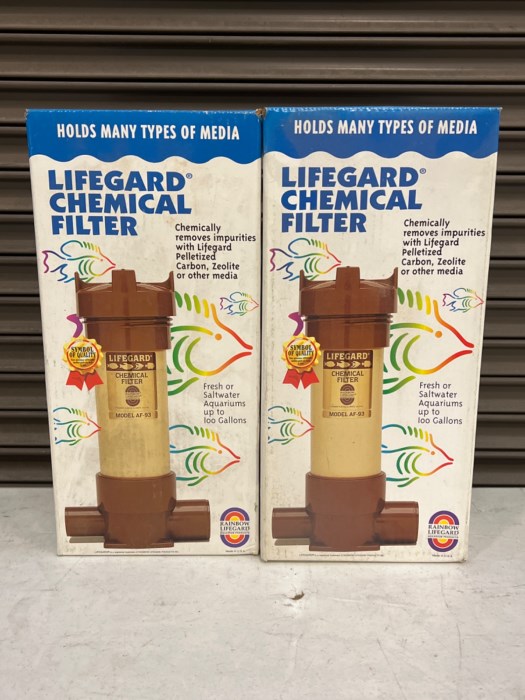 HOLDS MANY TYPES OF MEDIA
LIFEGARD®
CHEMICAL
FILTER
Chemically
removes impurities
with Lifegard
Pelletized
Carbon, Zeolite
or other media
SYMBOL
OF QUALITY
LIFEGARD®
CHEMICAL
FILTER
MODEL AF-93
Fresh or
Saltwater
Aquariums
up to
100 Gallons
RAINBOW
LIFEGARD
HOLDS MANY TYPES OF MEDIA
LIFEGARD®
CHEMICAL
FILTER
Chemically
removes impurities
with Lifegard
Pelletized
Carbon, Zeolite
or other media
SYMBOL
OF QUALITY
LIFEGARD®
CHEMICAL
FILTER
MODEL AF-93
Fresh or
Saltwater
Aquariums
up to
100 Gallons
RAINBOW
LIFEGARD